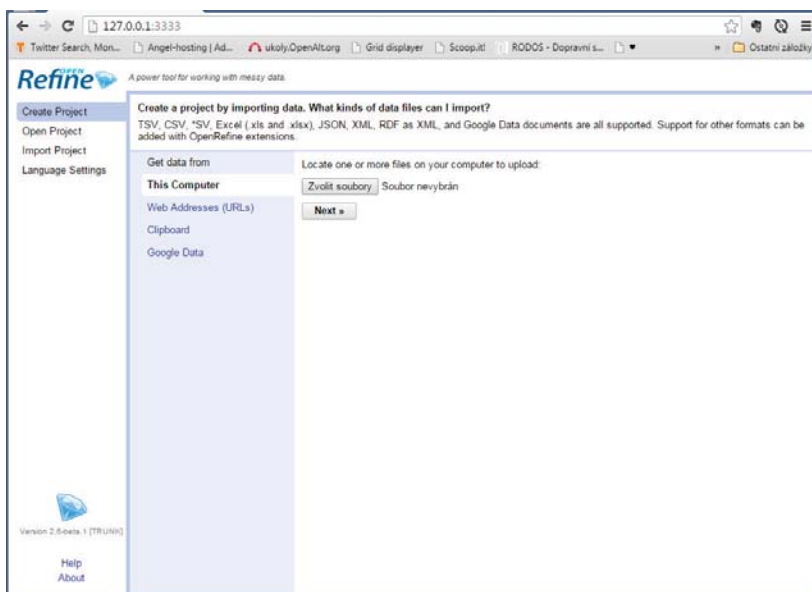 127.0.0.1:3333
Twitter Search, Mon... Angel-hosting | Ad... ukoly.OpenAlt.org Grid displayer Scoop.it! RODOS - Dopravní s... » Ostatní záložky
OPEN
Refine A power tool for working with messy data.
Create Project
Open Project
Import Project
Language Settings
Create a project by importing data. What kinds of data files can I import?
TSV, CSV, *SV, Excel (.xls and .xlsx), JSON, XML, RDF as XML, and Google Data documents are all supported. Support for other formats can be
added with OpenRefine extensions.
Get data from
This Computer
Web Addresses (URLs)
Clipboard
Google Data
Locate one or more files on your computer to upload:
Zvolit soubory Soubor nevybrán
Next »
Version 2.6-beta.1 [TRUNK]
Help
About